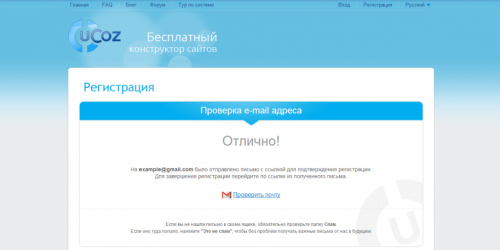 Главная FAQ Блог Форум Тур по системе Вход Регистрация Русский
uCoz
Бесплатный
конструктор сайтов
Регистрация
Проверка e-mail адреса
Отлично!
На example@gmail.com было отправлено письмо с ссылкой для подтверждения регистрации
Для завершения регистрации перейдите по ссылке из полученного письма.
Проверить почту
Если вы не нашли письмо в своем ящике, обязательно проверьте папку Спам.
Если оно туда попало, нажмите "Это не спам", чтобы без проблем получать важные письма от нас в будущем.